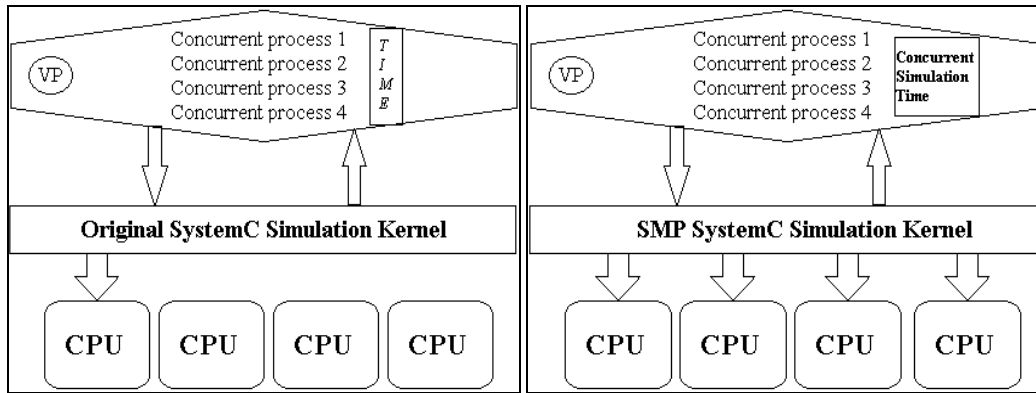 VP
Concurrent process 1
Concurrent process 2
Concurrent process 3
Concurrent process 4
TIME
Original SystemC Simulation Kernel
CPU CPU CPU CPU
VP
Concurrent process 1
Concurrent process 2
Concurrent process 3
Concurrent process 4
Concurrent
Simulation
Time
SMP SystemC Simulation Kernel
CPU CPU CPU CPU